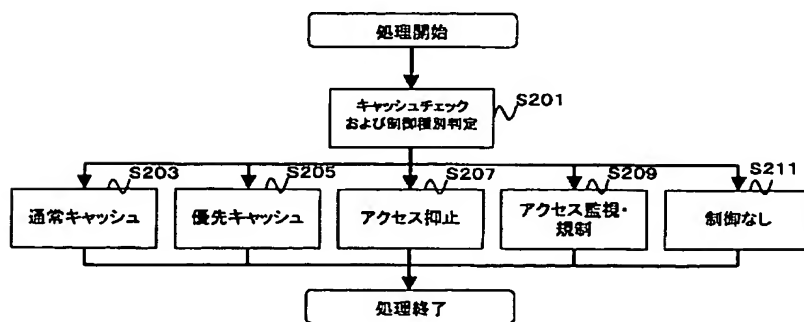 処理開始
キャッシュチェック
および制御種別判定
S201
S203
S205
S207
S209
S211
通常キャッシュ
優先キャッシュ
アクセス抑止
アクセス監視・
規制
制御なし
処理終了